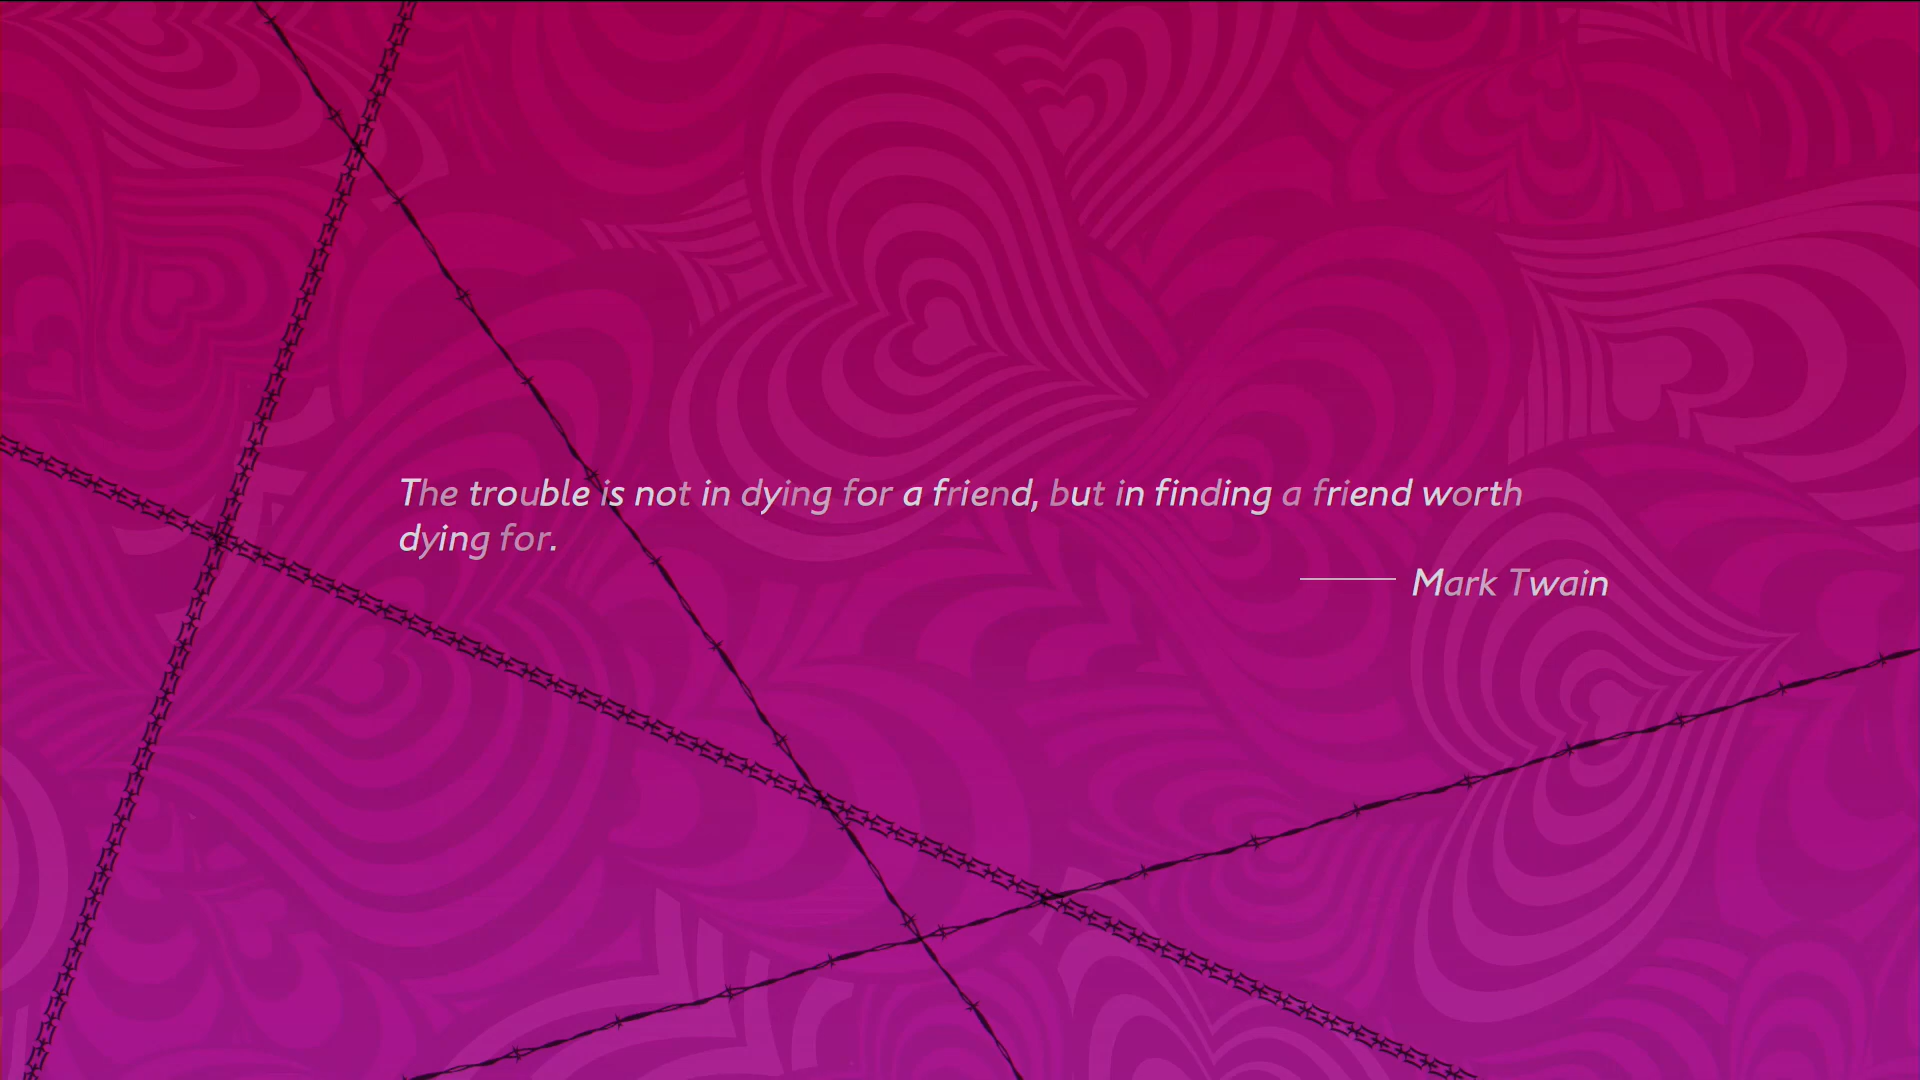 The trouble is not in dying for a friend, but in finding a friend worth
dying for.
—— Mark Twain